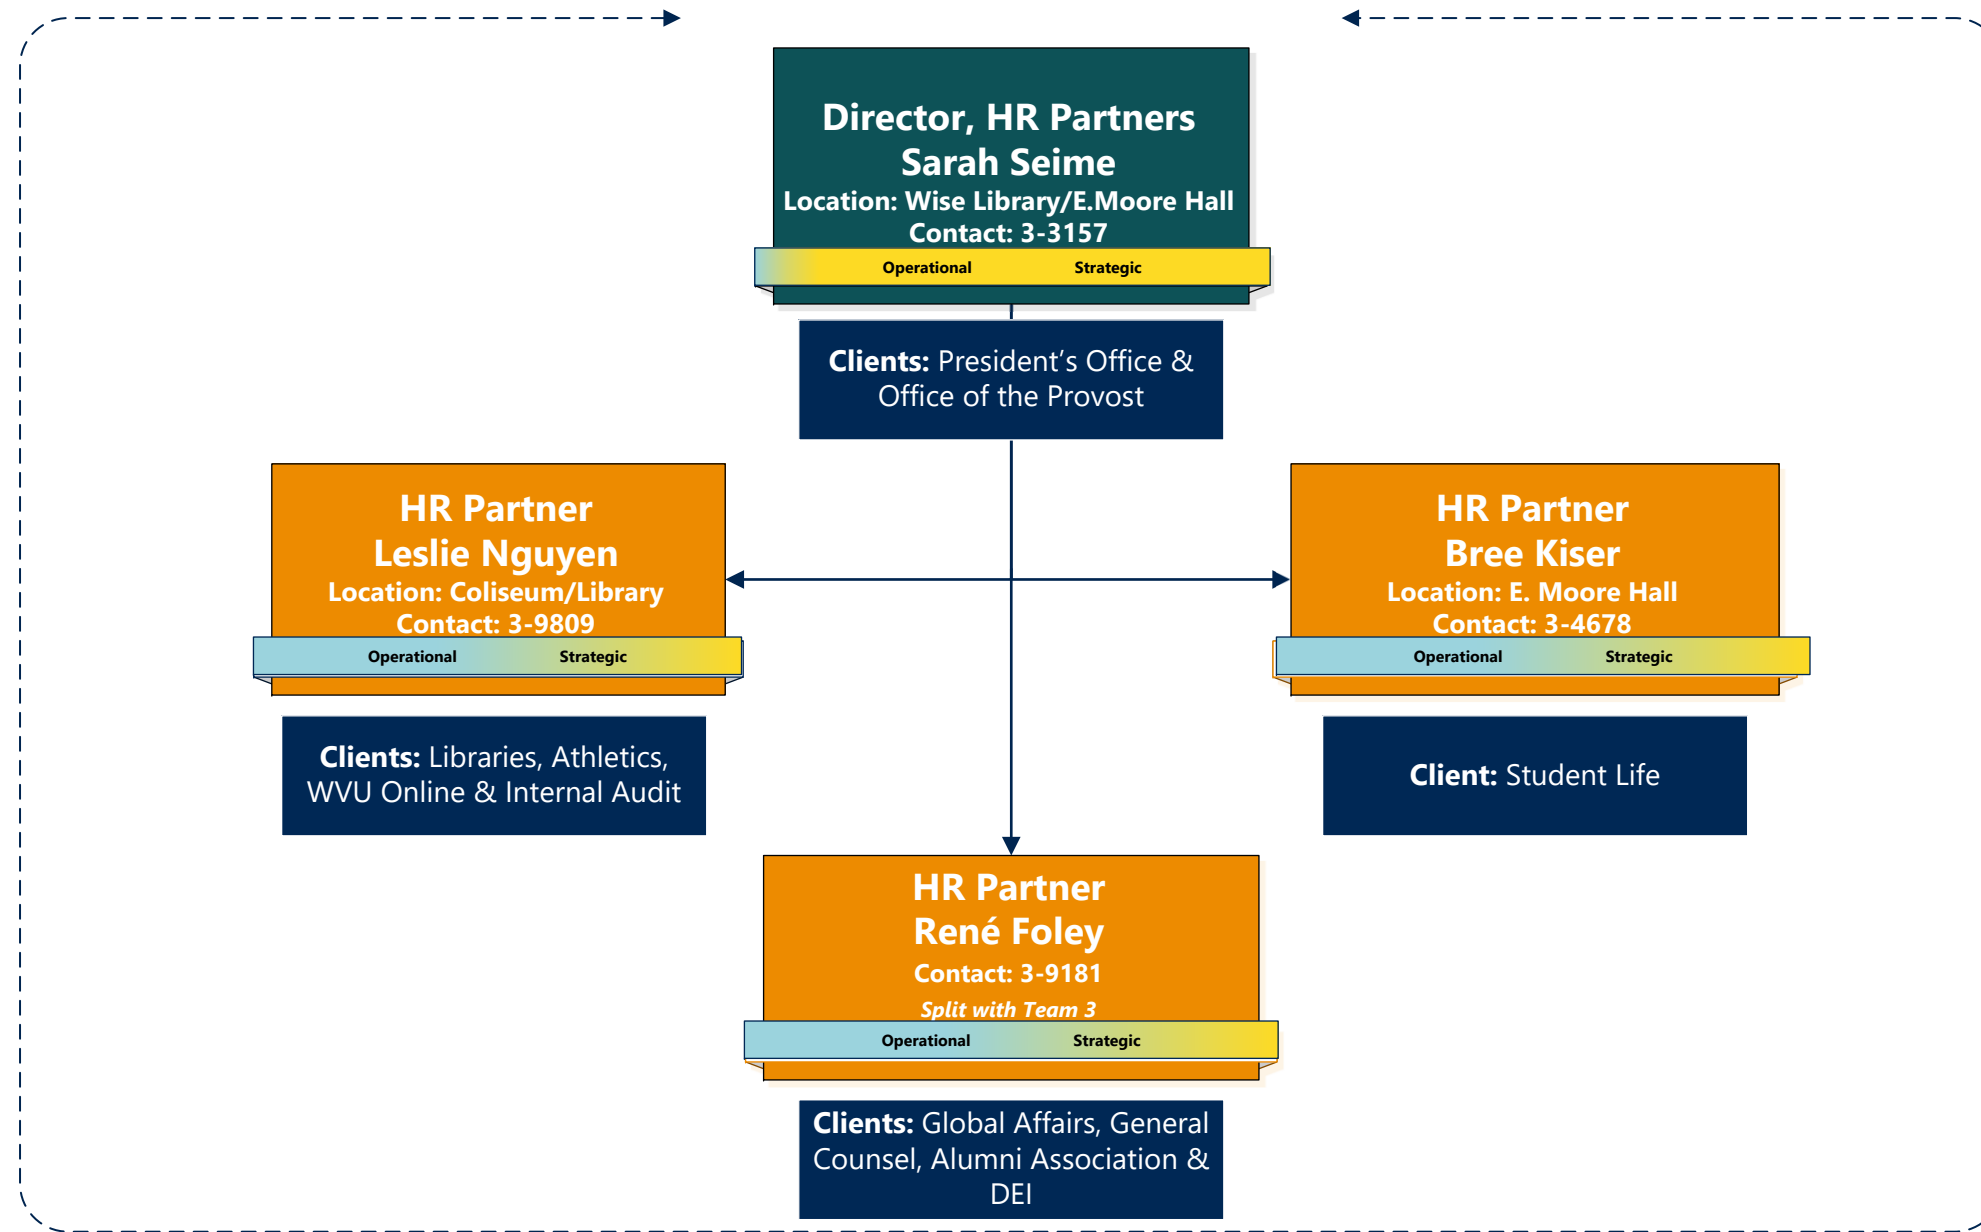 Director, HR Partners
Sarah Seime
Location: Wise Library/E.Moore Hall
Contact: 3-3157
Operational Strategic
Clients: President’s Office &
Office of the Provost
HR Partner
Leslie Nguyen
Location: Coliseum/Library
Contact: 3-9809
Operational Strategic
Clients: Libraries, Athletics,
WVU Online & Internal Audit
HR Partner
Bree Kiser
Location: E. Moore Hall
Contact: 3-4678
Operational Strategic
Client: Student Life
HR Partner
René Foley
Contact: 3-9181
Split with Team 3
Operational Strategic
Clients: Global Affairs, General
Counsel, Alumni Association &
DEI